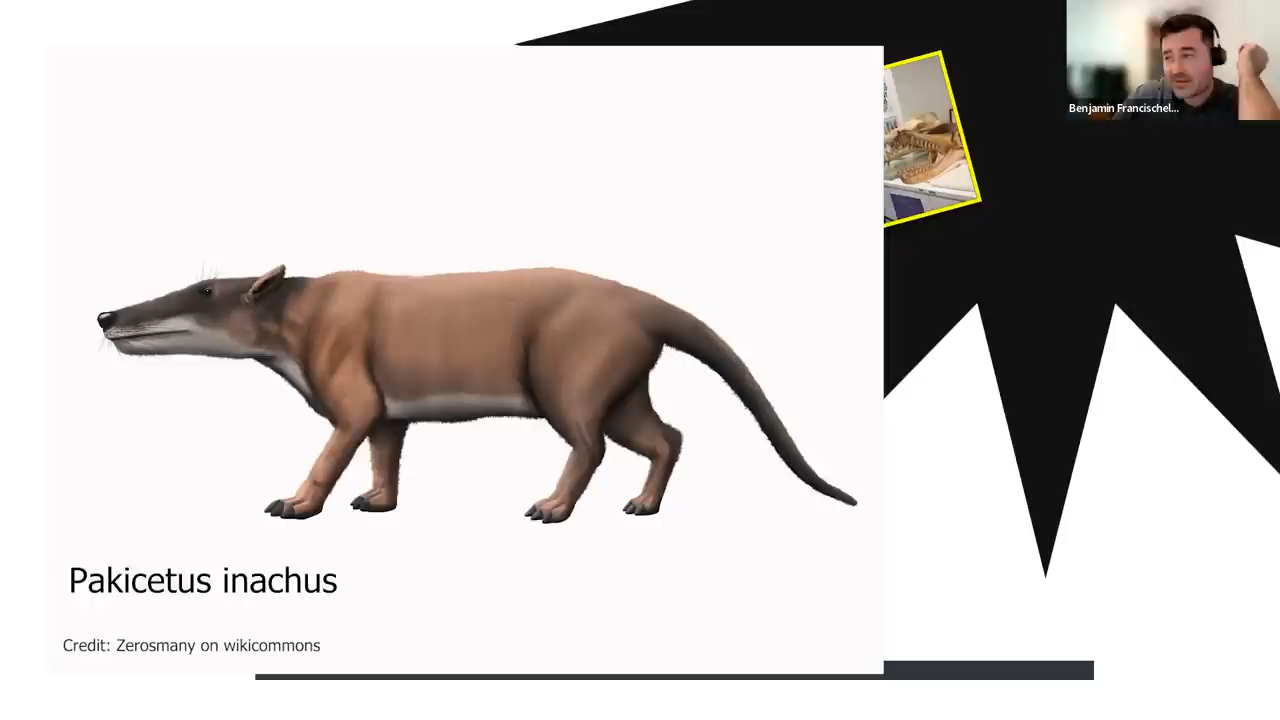 Benjamin Francischel...
Pakicetus inachus
Credit: Zerosmany on wikicommons